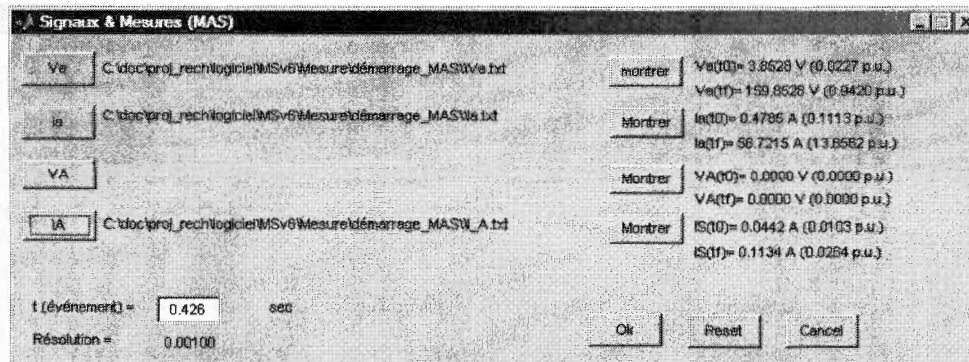 Signaux & Mesures (MAS)
Va C:\doc\proj_rech\logiciel\MSv6\Mesure\démarrage_MAS\Va.txt montrer Va(t0)= 3.8528 V (0.0227 p.u.)
Va(tf)= 159.8528 V (0.9420 p.u.)
Ia C:\doc\proj_rech\logiciel\MSv6\Mesure\démarrage_MAS\Ia.txt Montrer Ia(t0)= 0.4785 A (0.1113 p.u.)
Ia(tf)= 58.7215 A (13.6562 p.u.)
VA Montrer VA(t0)= 0.0000 V (0.0000 p.u.)
VA(tf)= 0.0000 V (0.0000 p.u.)
IA C:\doc\proj_rech\logiciel\MSv6\Mesure\démarrage_MAS\I_A.txt Montrer IS(t0)= 0.0442 A (0.0103 p.u.)
IS(tf)= 0.1134 A (0.0264 p.u.)
t (événement) = 0.426 sec
Résolution = 0.00100
Ok Reset Cancel